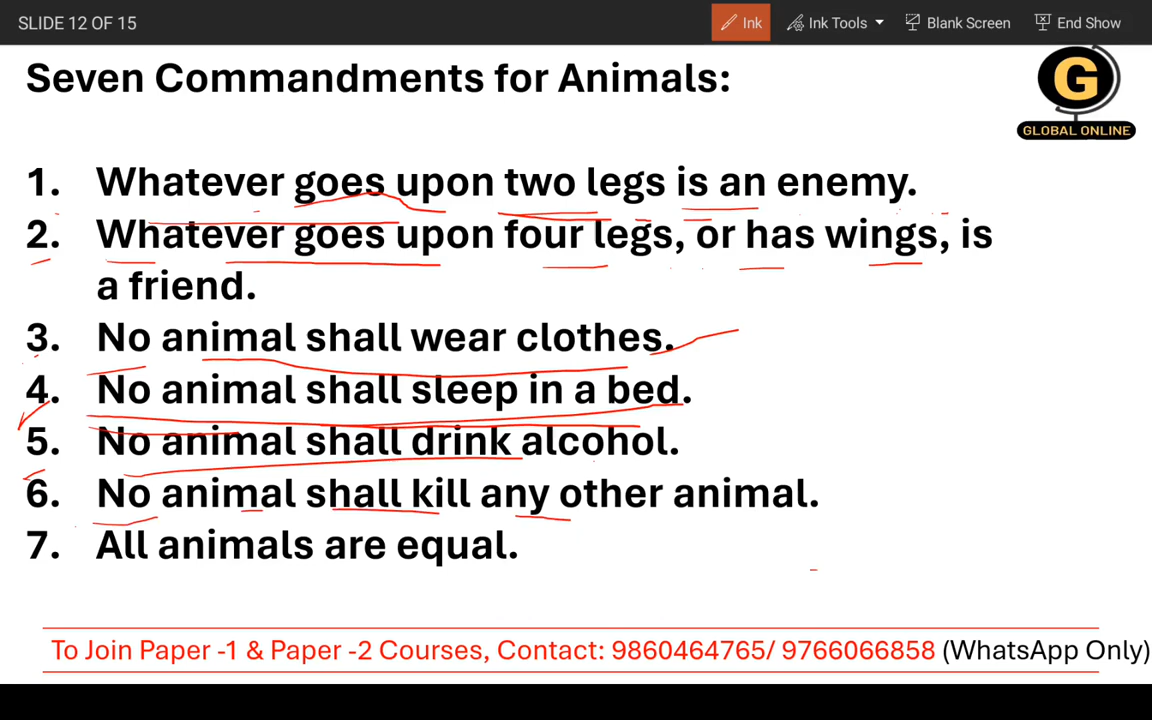 SLIDE 12 OF 15 Ink Ink Tools Blank Screen End Show
Seven Commandments for Animals:
G
GLOBAL ONLINE
1. Whatever goes upon two legs is an enemy.
2. Whatever goes upon four legs, or has wings, is
a friend.
3. No animal shall wear clothes.
4. No animal shall sleep in a bed.
5. No animal shall drink alcohol.
6. No animal shall kill any other animal.
7. All animals are equal.
To Join Paper -1 & Paper -2 Courses, Contact: 9860464765/ 9766066858 (WhatsApp Only)